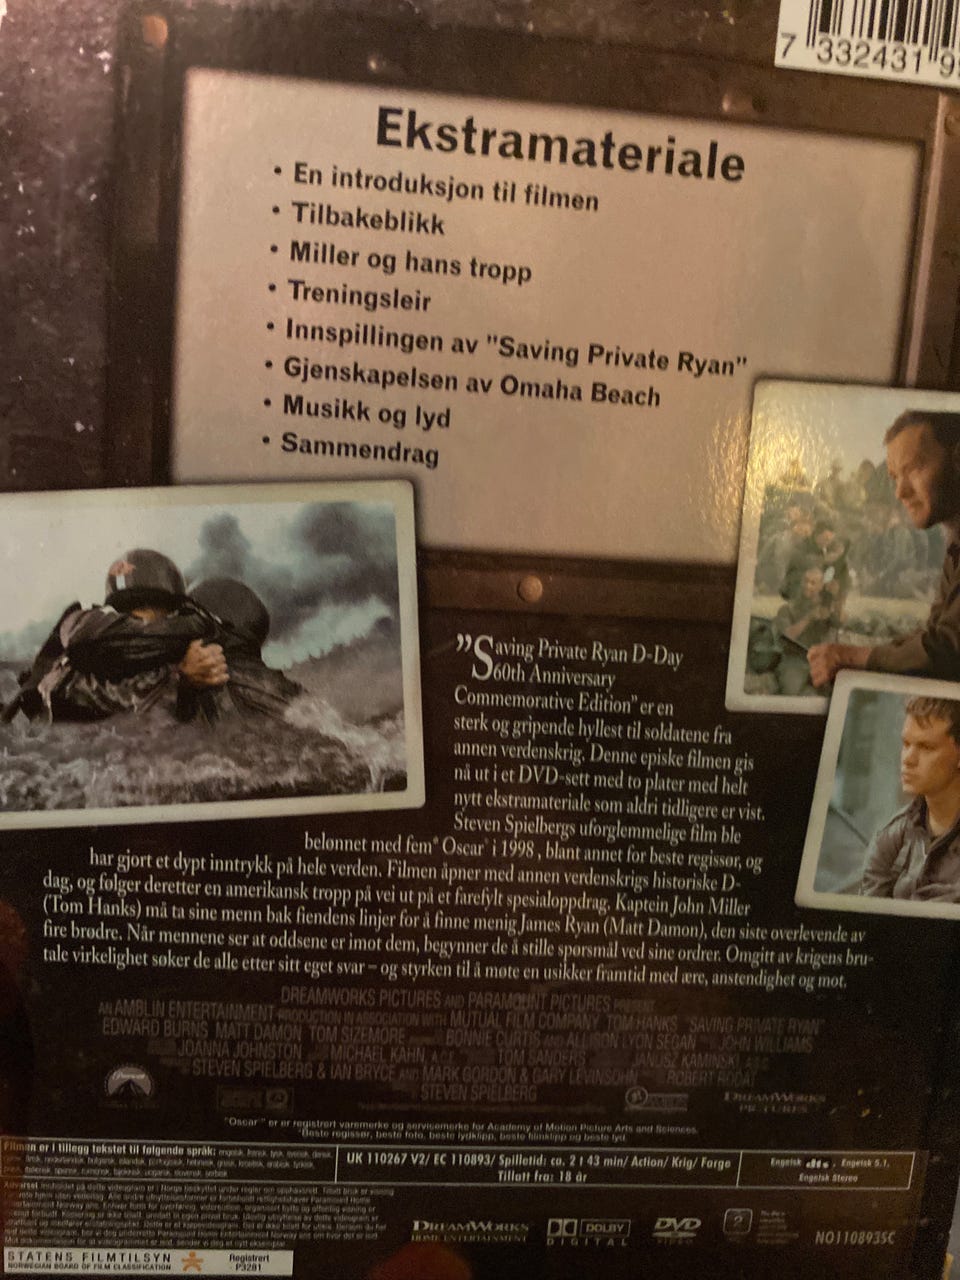 7 332431 9
Ekstramateriale
• En introduksjon til filmen
• Tilbakeblikk
• Miller og hans tropp
• Treningsleir
• Innspillingen av "Saving Private Ryan"
• Gjenskapelsen av Omaha Beach
• Musikk og lyd
• Sammendrag
"Saving Private Ryan D-Day
60th Anniversary
Commemorative Edition" er en
sterk og gripende hyllest til soldatene fra
annen verdenskrig. Denne episke filmen gis
nå ut i et DVD-sett med to plater med helt
nytt ekstramateriale som aldri tidligere er vist.
Steven Spielbergs uforglemmelige film ble
belønnet med fem* Oscar® i 1998, blant annet for beste regissør, og
har gjort et dypt inntrykk på hele verden. Filmen åpner med annen verdenskrigs historiske D-
dag, og følger deretter en amerikansk tropp på vei ut på et farefylt spesialoppdrag. Kaptein John Miller
(Tom Hanks) må ta sine menn bak fiendens linjer for å finne menig James Ryan (Matt Damon), den siste overlevende av
fire brødre. Når mennene ser at oddsene er imot dem, begynner de å stille spørsmål ved sine ordrer. Omgitt av krigens bru-
tale virkelighet søker de alle etter sitt eget svar – og styrken til å møte en usikker framtid med ære, anstendighet og mot.
DREAMWORKS PICTURES AND PARAMOUNT PICTURES PRESENT
AN AMBLIN ENTERTAINMENT PRODUCTION IN ASSOCIATION WITH MUTUAL FILM COMPANY TOM HANKS "SAVING PRIVATE RYAN"
EDWARD BURNS MATT DAMON TOM SIZEMORE BONNIE CURTIS AND ALLISON LYON SEGAN JOHN WILLIAMS
JOANNA JOHNSTON MICHAEL KAHN A.C.E. TOM SANDERS JANUSZ KAMINSKI
STEVEN SPIELBERG & IAN BRYCE AND MARK GORDON & GARY LEVINSOHN ROBERT RODAT
STEVEN SPIELBERG
Paramount
DREAMWORKS
PICTURES
"Oscar" er et registrert varemerke og servicemerke for Academy of Motion Picture Arts and Sciences.
*Beste regissør, beste foto, beste lydklipp, beste filmklipp og beste lyd.
Filmen er i tillegg tekstet til følgende språk:
UK 110267 V2/ EC 110893/ Spilletid: ca. 2 t 43 min/ Action/ Krig/ Farge
Tillatt fra: 18 år
Engelsk dts, Engelsk 5.1,
Engelsk Stereo
DREAMWORKS
HOME ENTERTAINMENT
DOLBY
DIGITAL
DVD
VIDEO
2
NO110893SC
STATENS FILMTILSYN
NORWEGIAN BOARD OF FILM CLASSIFICATION
Registrert
P3281